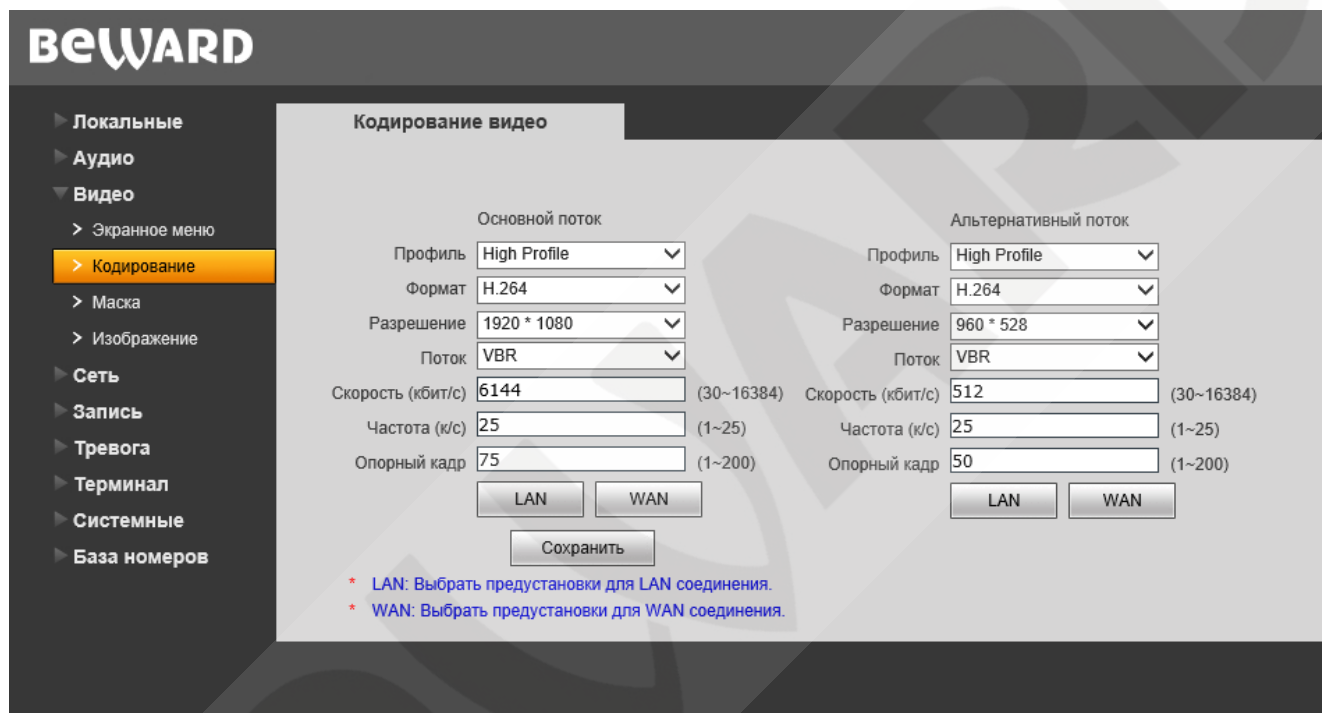 BEWARD
Локальные
Аудио
Видео
Экранное меню
Кодирование
Маска
Изображение
Сеть
Запись
Тревога
Терминал
Системные
База номеров
Кодирование видео
Основной поток
Профиль High Profile
Формат H.264
Разрешение 1920 * 1080
Поток VBR
Скорость (кбит/с) 6144 (30~16384)
Частота (к/с) 25 (1~25)
Опорный кадр 75 (1~200)
LAN WAN
Альтернативный поток
Профиль High Profile
Формат H.264
Разрешение 960 * 528
Поток VBR
Скорость (кбит/с) 512 (30~16384)
Частота (к/с) 25 (1~25)
Опорный кадр 50 (1~200)
LAN WAN
Сохранить
* LAN: Выбрать предустановки для LAN соединения.
* WAN: Выбрать предустановки для WAN соединения.